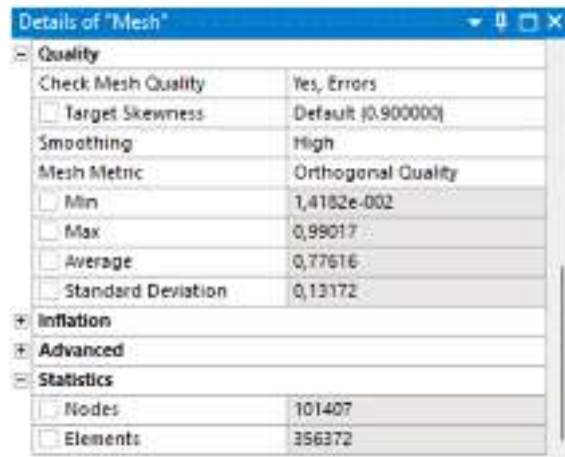 Details of "Mesh"
Quality
Check Mesh Quality Yes, Errors
Target Skewness Default (0.900000)
Smoothing High
Mesh Metric Orthogonal Quality
Min 1,4182e-002
Max 0,99017
Average 0,77616
Standard Deviation 0,13172
Inflation
Advanced
Statistics
Nodes 101407
Elements 356372